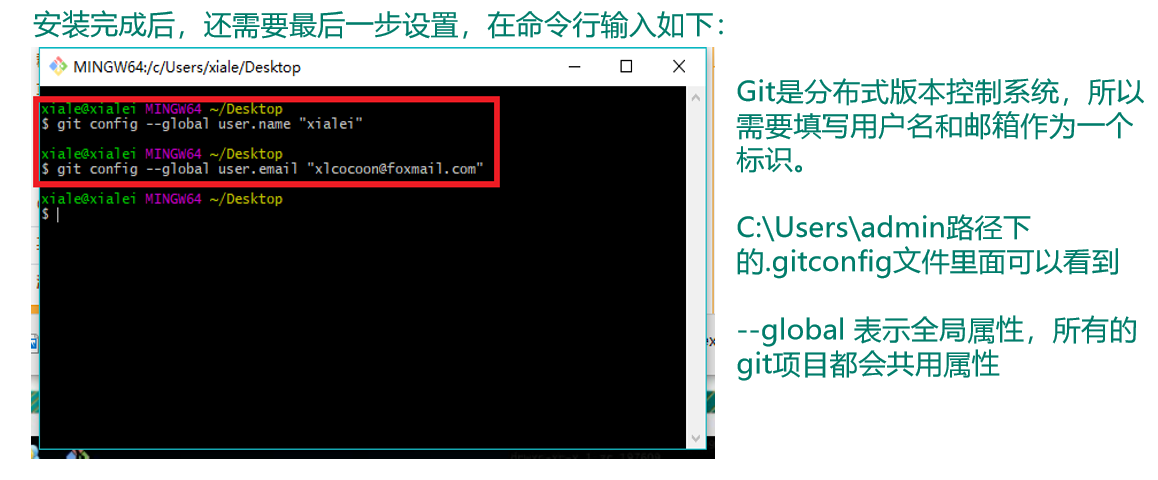 安装完成后，还需要最后一步设置，在命令行输入如下：
MINGW64:/c/Users/xiale/Desktop
xiale@xialei MINGW64 ~/Desktop
$ git config --global user.name "xialei"
xiale@xialei MINGW64 ~/Desktop
$ git config --global user.email "xlcocoon@foxmail.com"
xiale@xialei MINGW64 ~/Desktop
$
Git是分布式版本控制系统，所以
需要填写用户名和邮箱作为一个
标识。
C:\Users\admin路径下
的.gitconfig文件里面可以看到
--global 表示全局属性，所有的
git项目都会共用属性